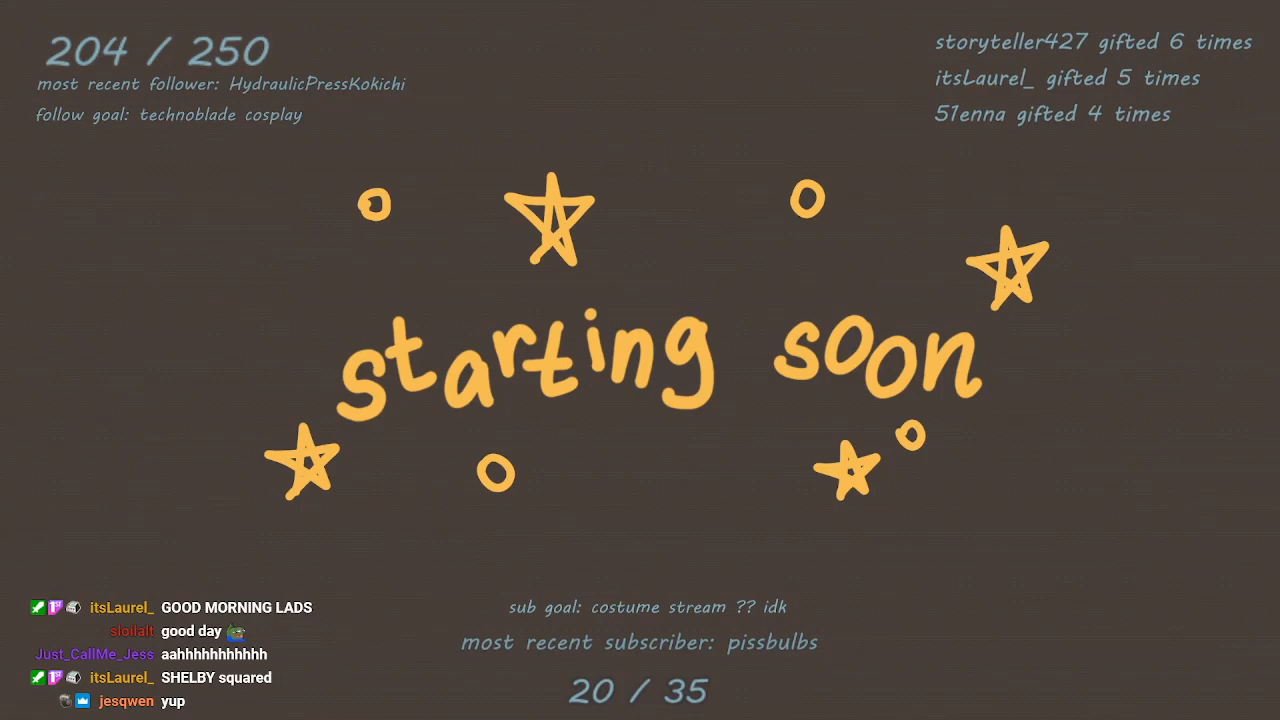 204 / 250
most recent follower: HydraulicPressKokichi
follow goal: technoblade cosplay
storyteller427 gifted 6 times
itsLaurel_ gifted 5 times
51enna gifted 4 times
starting soon
itsLaurel_ GOOD MORNING LADS
sloilalt good day
Just_CallMe_Jess aahhhhhhhhhhh
itsLaurel_ SHELBY squared
jesqwen yup
sub goal: costume stream ?? idk
most recent subscriber: pissbulbs
20 / 35